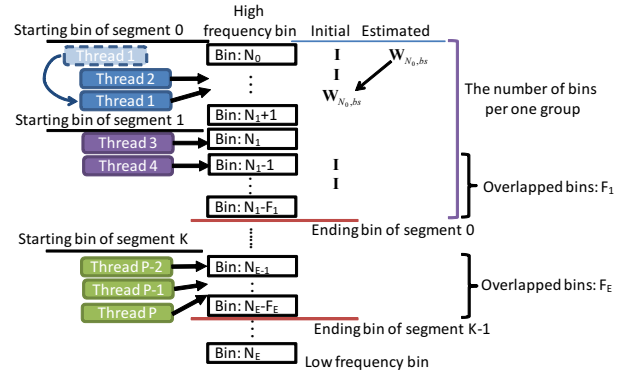 High
frequency bin
Initial Estimated
Starting bin of segment 0
Bin: N0
I
W N0,bs
Thread 1
Thread 2
I
Thread 1
W N0,bs
The number of bins
per one group
Bin: N1+1
Starting bin of segment 1
Bin: N1
Thread 3
Thread 4
Bin: N1-1
I
I
Overlapped bins: F1
Bin: N1-F1
Ending bin of segment 0
Starting bin of segment K
Thread P-2
Bin: NE-1
Thread P-1
Overlapped bins: FE
Thread P
Bin: NE-FE
Ending bin of segment K-1
Bin: NE
Low frequency bin